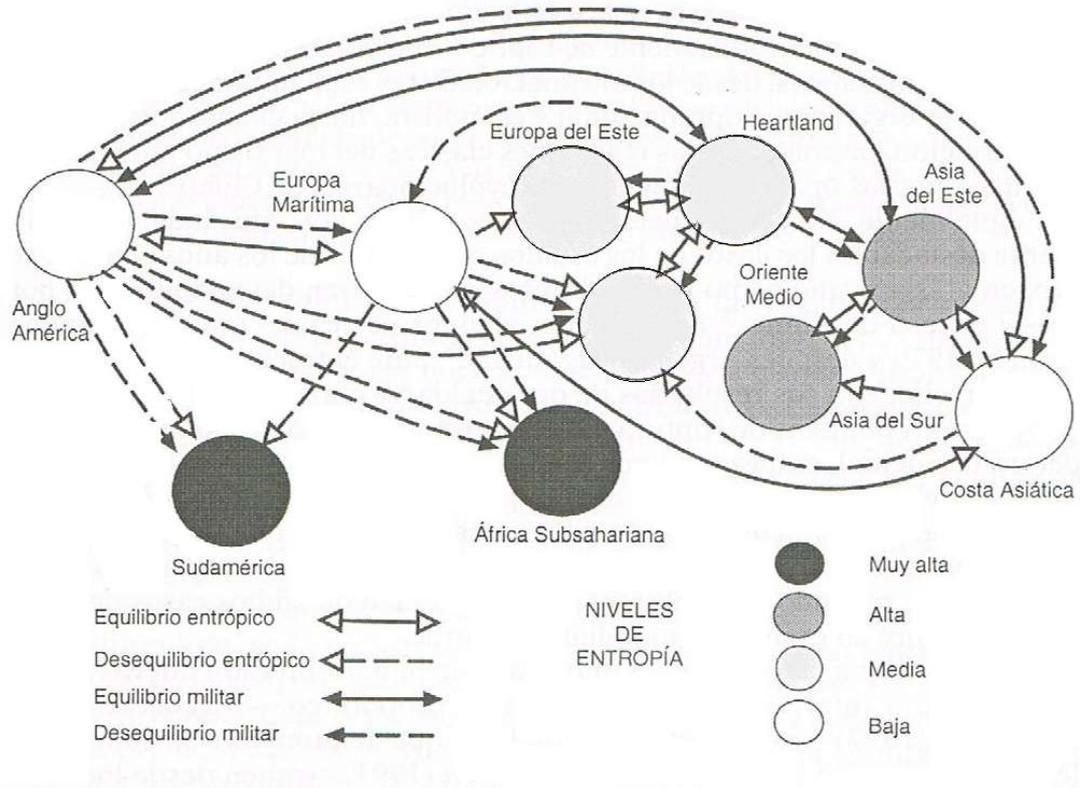 Europa del Este
Heartland
Europa
Marítima
Asia
del Este
Oriente
Medio
Anglo
América
Asia del Sur
Costa Asiática
África Subsahariana
Sudamérica
Muy alta
Equilibrio entrópico
NIVELES
DE
ENTROPÍA
Alta
Desequilibrio entrópico
Media
Equilibrio militar
Baja
Desequilibrio militar